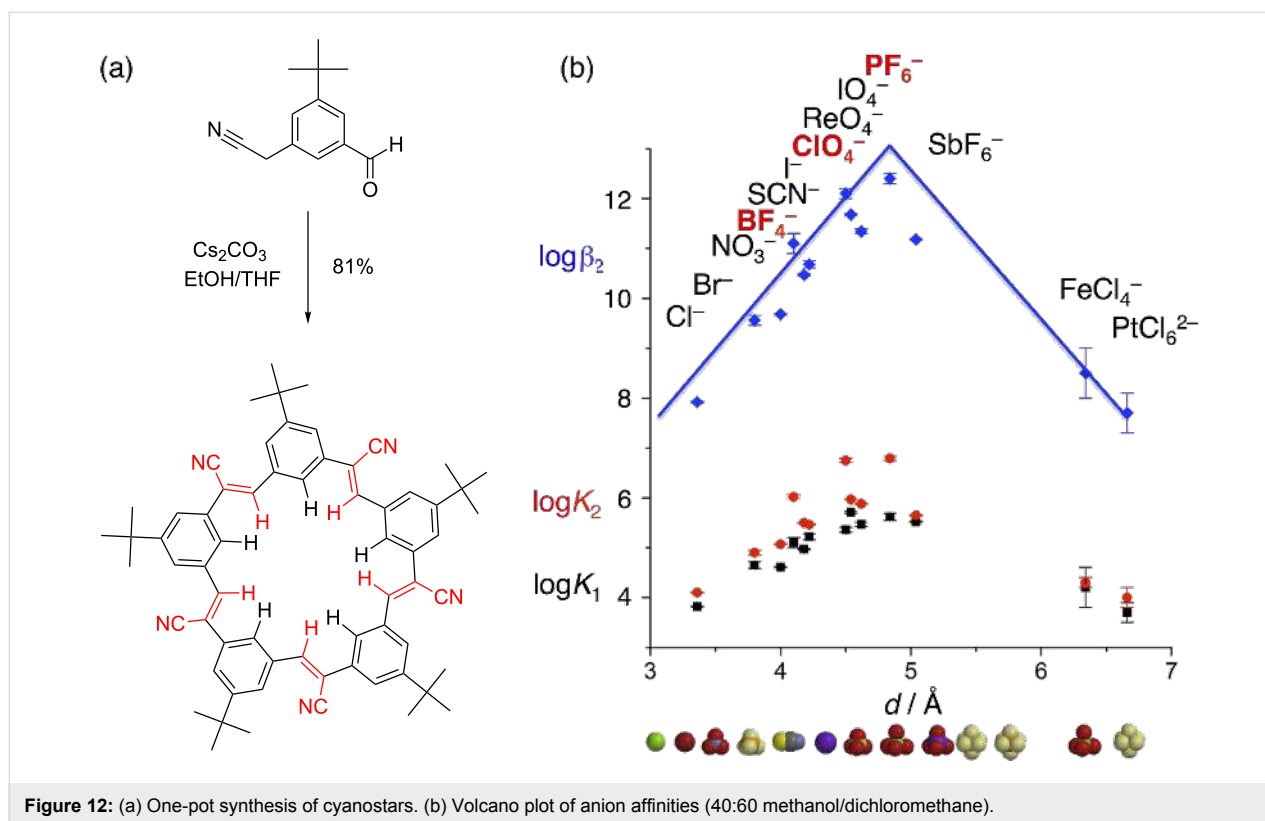 (a)
N
H
O
Cs₂CO₃
EtOH/THF
81%
CN
NC
H
H
H
H
H
H
CN
NC
H
H
H
H
NC
(b)
PF₆⁻
IO₄⁻
ReO₄⁻
ClO₄⁻
SbF₆⁻
I⁻
SCN⁻
BF₄⁻
NO₃⁻
Br⁻
Cl⁻
FeCl₄⁻
PtCl₆²⁻
logβ₂
logK₂
logK₁
12
10
8
6
4
3 4 5 6 7
d / Å
Figure 12: (a) One-pot synthesis of cyanostars. (b) Volcano plot of anion affinities (40:60 methanol/dichloromethane).